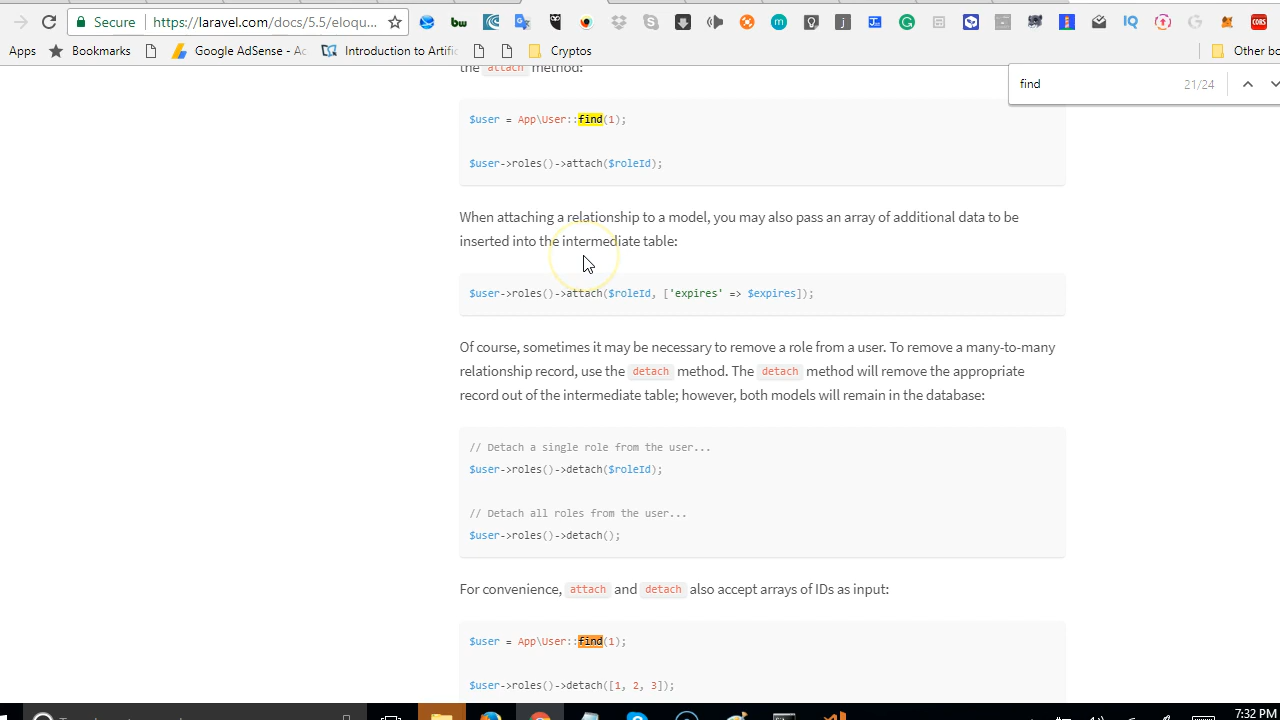 Secure
https://laravel.com/docs/5.5/eloqu...
Apps
Bookmarks
Google AdSense - Ac
Introduction to Artific
Cryptos
Other bo
find
21/24
the attach method:
$user = App\User::find(1);
$user->roles()->attach($roleId);
When attaching a relationship to a model, you may also pass an array of additional data to be
inserted into the intermediate table:
$user->roles()->attach($roleId, ['expires' => $expires]);
Of course, sometimes it may be necessary to remove a role from a user. To remove a many-to-many
relationship record, use the detach method. The detach method will remove the appropriate
record out of the intermediate table; however, both models will remain in the database:
// Detach a single role from the user...
$user->roles()->detach($roleId);
// Detach all roles from the user...
$user->roles()->detach();
For convenience, attach and detach also accept arrays of IDs as input:
$user = App\User::find(1);
$user->roles()->detach([1, 2, 3]);
7:32 PM